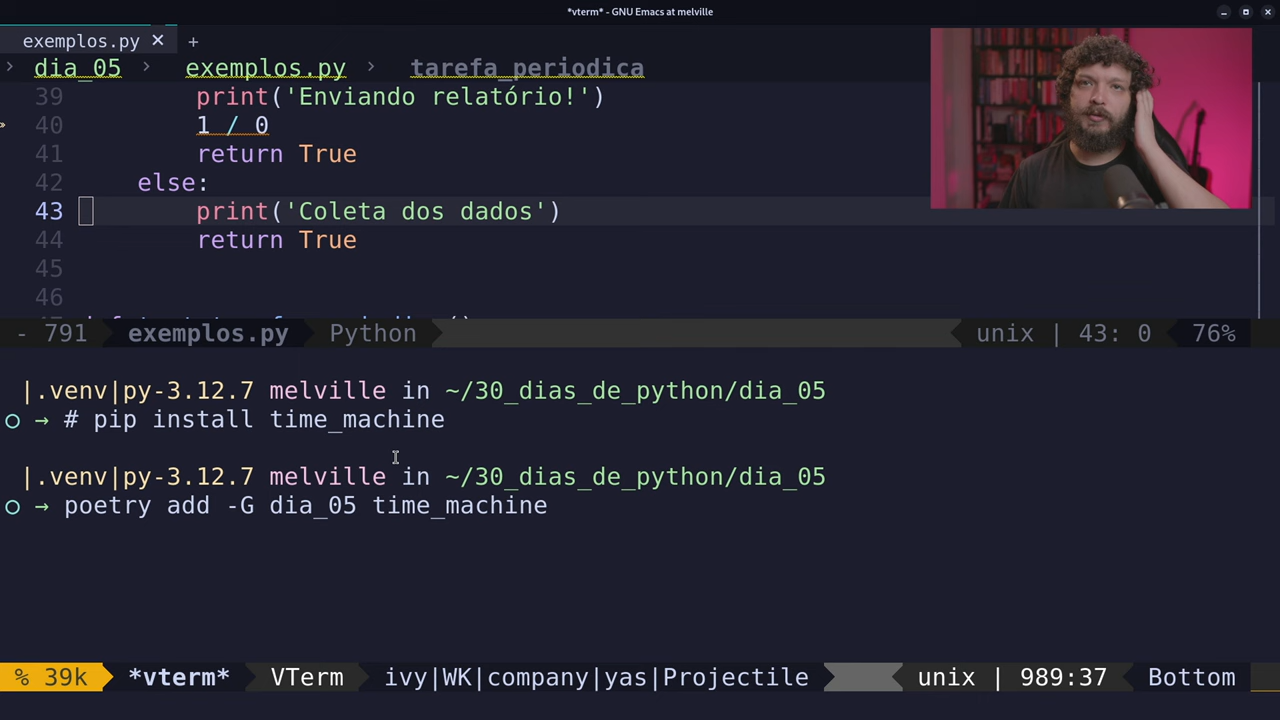 *vterm* - GNU Emacs at melville
exemplos.py ✕ +
› dia_05 › exemplos.py › tarefa_periodica
39 print('Enviando relatório!')
40 1 / 0
41 return True
42 else:
43 print('Coleta dos dados')
44 return True
45
46
- 791 exemplos.py Python unix | 43: 0 76%
|.venv|py-3.12.7 melville in ~/30_dias_de_python/dia_05
○ → # pip install time_machine
|.venv|py-3.12.7 melville in ~/30_dias_de_python/dia_05
○ → poetry add -G dia_05 time_machine
% 39k *vterm* VTerm ivy|WK|company|yas|Projectile unix | 989:37 Bottom